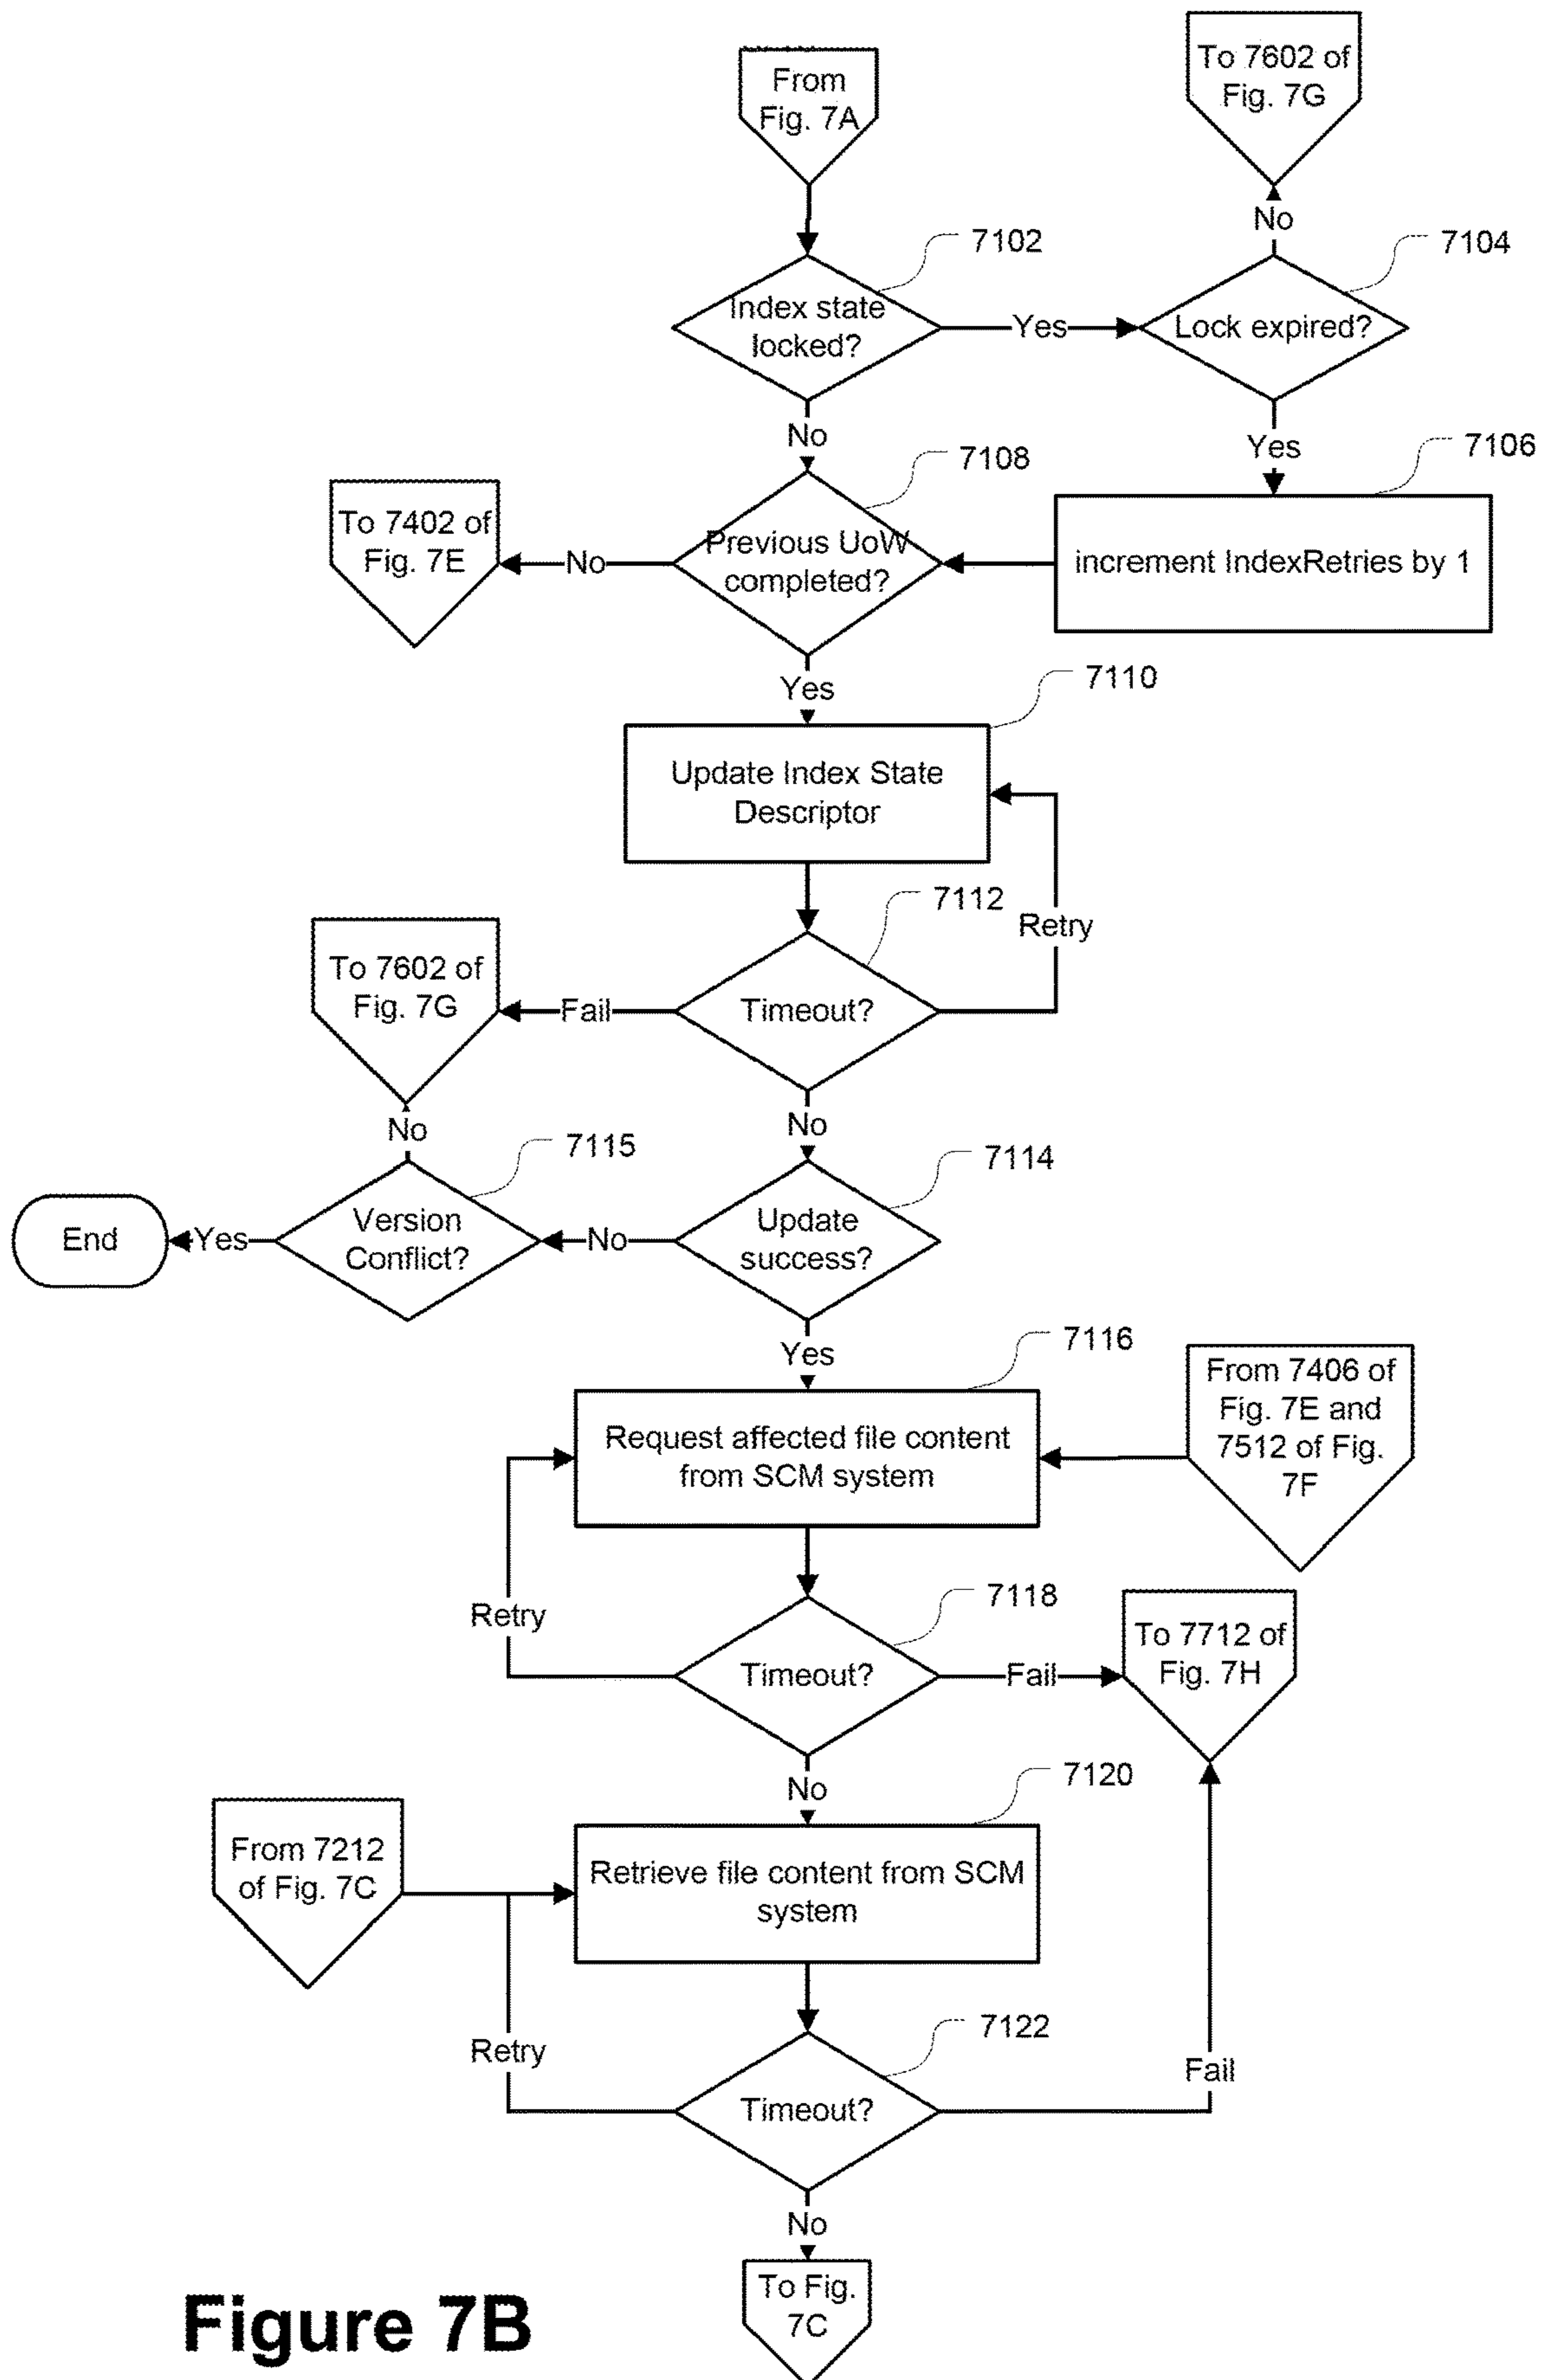 From
Fig. 7A
To 7602 of
Fig. 7G
No
7102
7104
Index state
locked?
Yes
Lock expired?
No
Yes
7108
7106
To 7402 of
Fig. 7E
No
Previous UoW
completed?
increment IndexRetries by 1
Yes
7110
Update Index State
Descriptor
7112
Retry
To 7602 of
Fig. 7G
Fail
Timeout?
No
No
7115
7114
End
Yes
Version
Conflict?
No
Update
success?
Yes
7116
Request affected file content
from SCM system
From 7406 of
Fig. 7E and
7512 of Fig.
7F
7118
Retry
Timeout?
Fail
To 7712 of
Fig. 7H
No
7120
From 7212
of Fig. 7C
Retrieve file content from SCM
system
7122
Retry
Timeout?
Fail
No
To Fig.
7C
Figure 7B